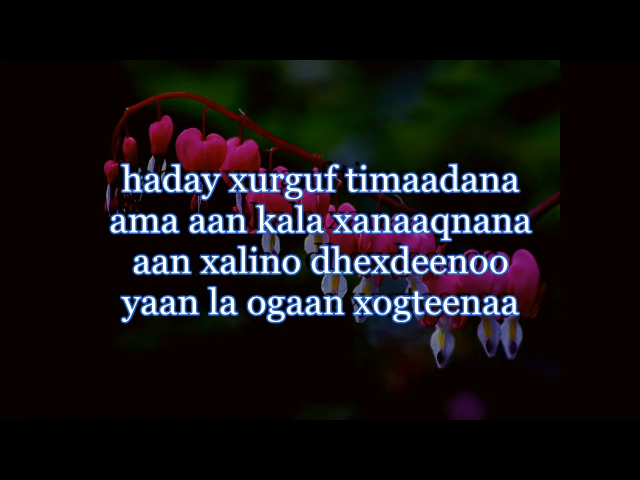 haday xurguf timaadana
ama aan kala xanaaqnana
aan xalino dhexdeenoo
yaan la ogaan xogteenaa